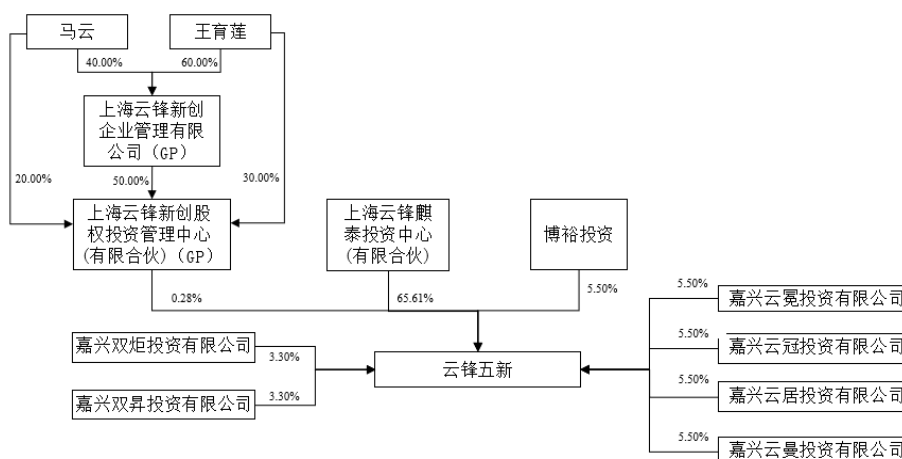 马云
王育莲
40.00%
60.00%
上海云锋新创
企业管理有限
公司（GP）
20.00%
50.00%
30.00%
上海云锋新创股
权投资管理中心
(有限合伙)（GP）
上海云锋麒
泰投资中心
(有限合伙)
博裕投资
0.28%
65.61%
5.50%
5.50%
嘉兴云冕投资有限公司
嘉兴双炬投资有限公司
3.30%
云锋五新
5.50%
嘉兴云冠投资有限公司
嘉兴双昇投资有限公司
3.30%
5.50%
嘉兴云居投资有限公司
5.50%
嘉兴云曼投资有限公司